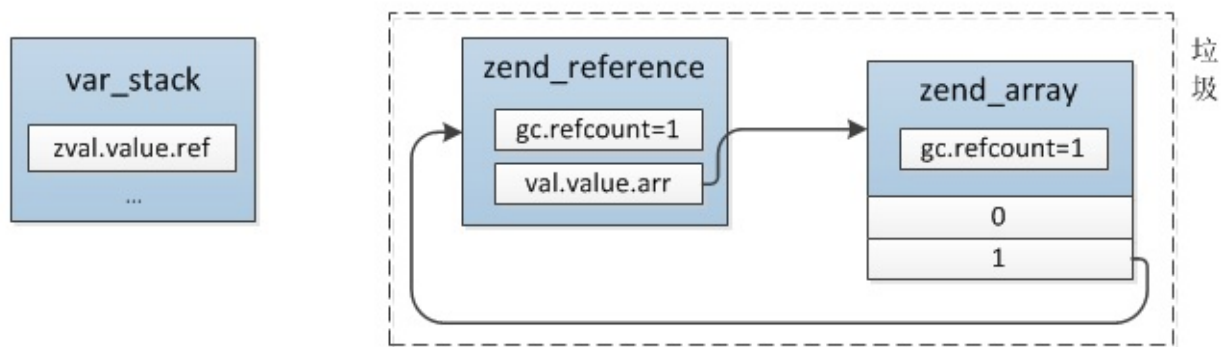 var_stack
zval.value.ref
...
zend_reference
gc.refcount=1
val.value.arr
zend_array
gc.refcount=1
0
1
垃
圾